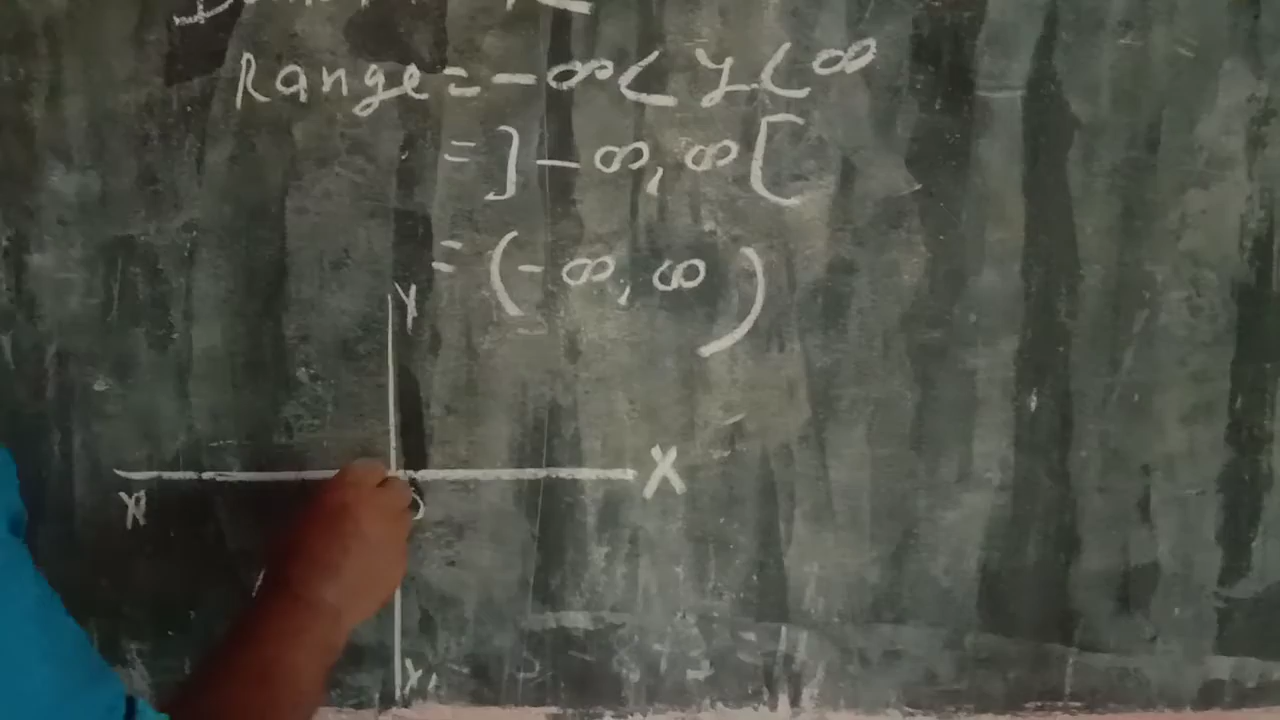 Range = -∞ < y < ∞
= ]-∞, ∞[
= (-∞, ∞)
Y
X
X'
Y'